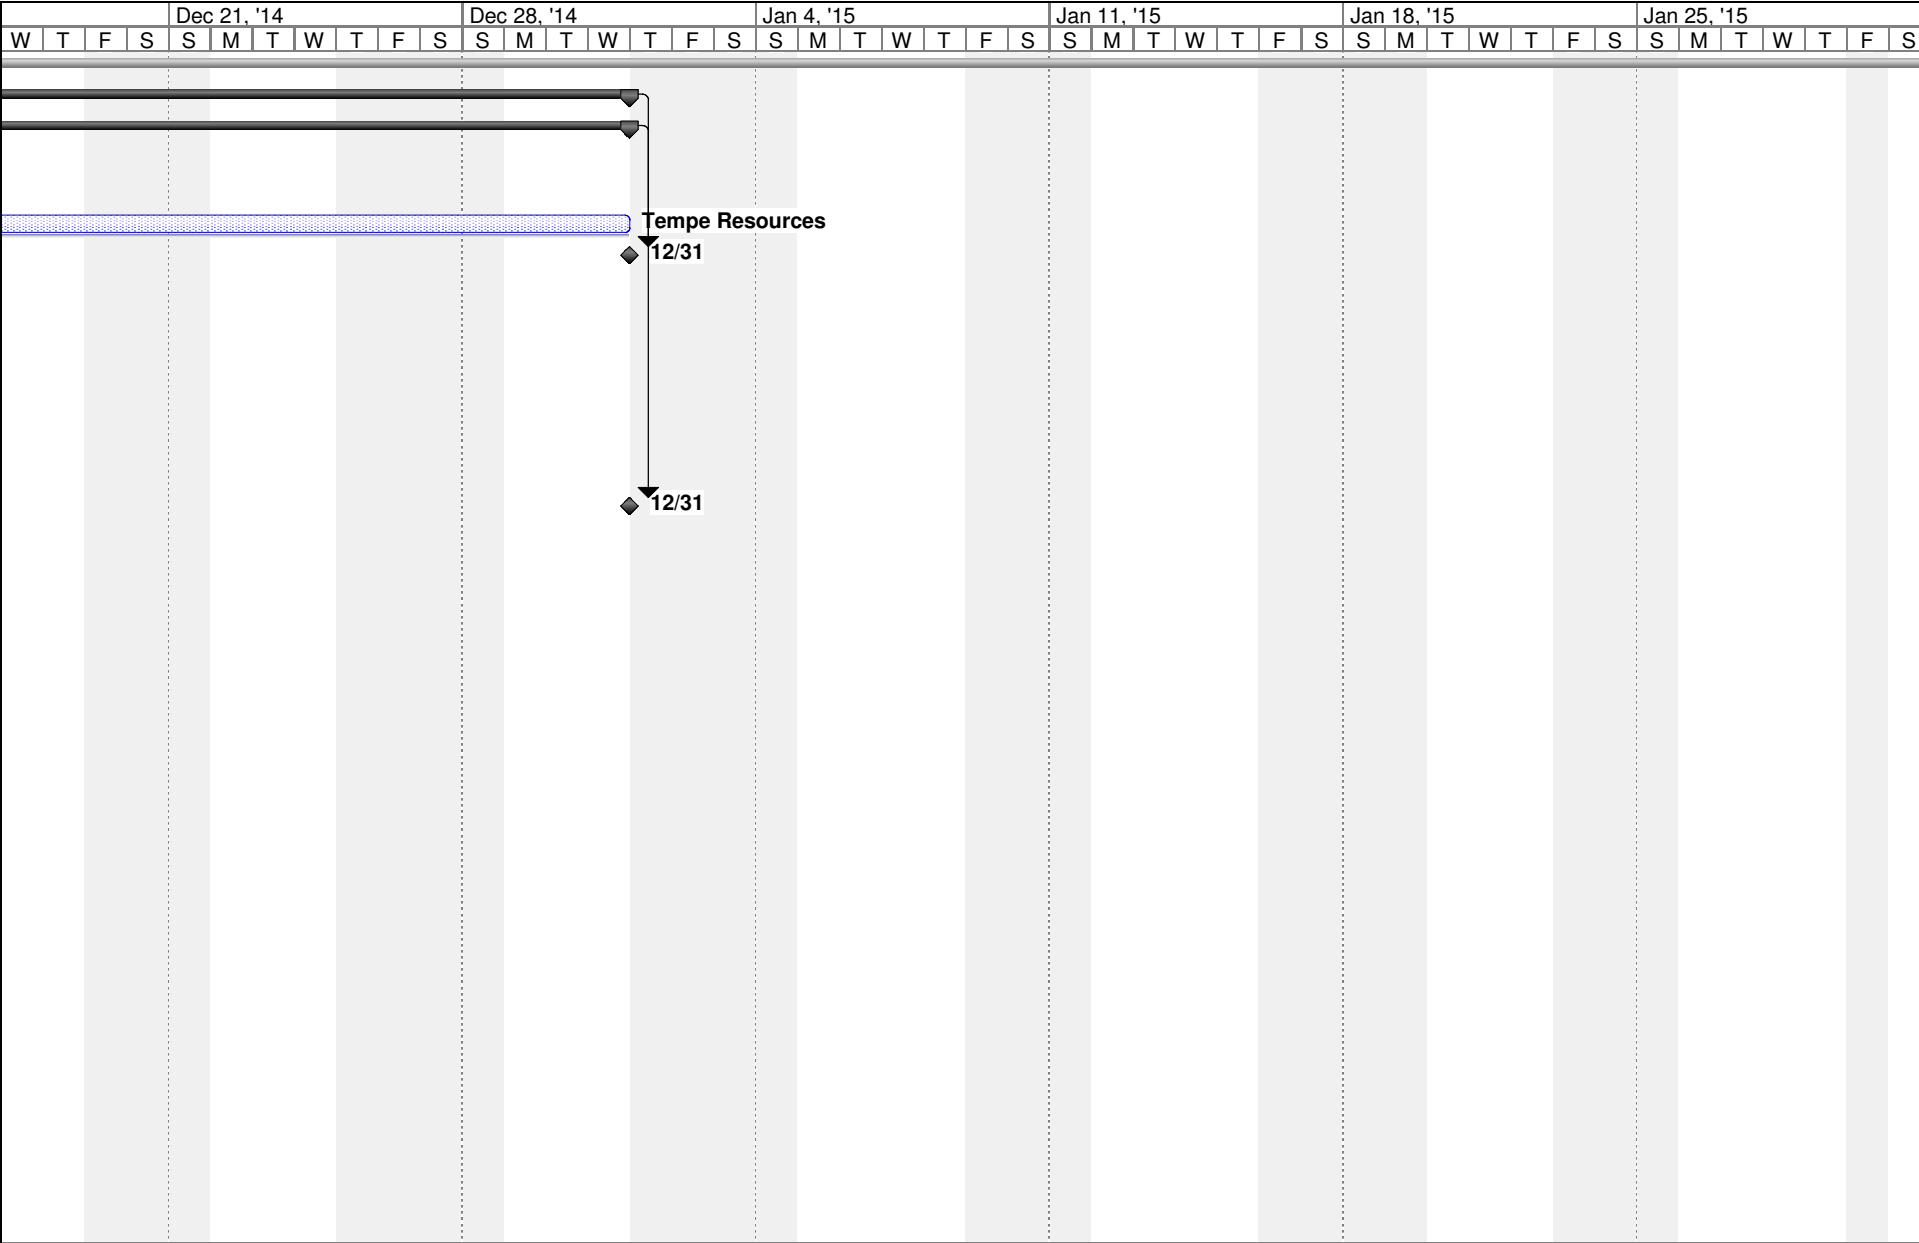 Dec 21, '14 Dec 28, '14 Jan 4, '15 Jan 11, '15 Jan 18, '15 Jan 25, '15
W T F S S M T W T F S S M T W T F S S M T W T F S S M T W T F S S M T W T F S S M T W T F S
Tempe Resources
12/31
12/31